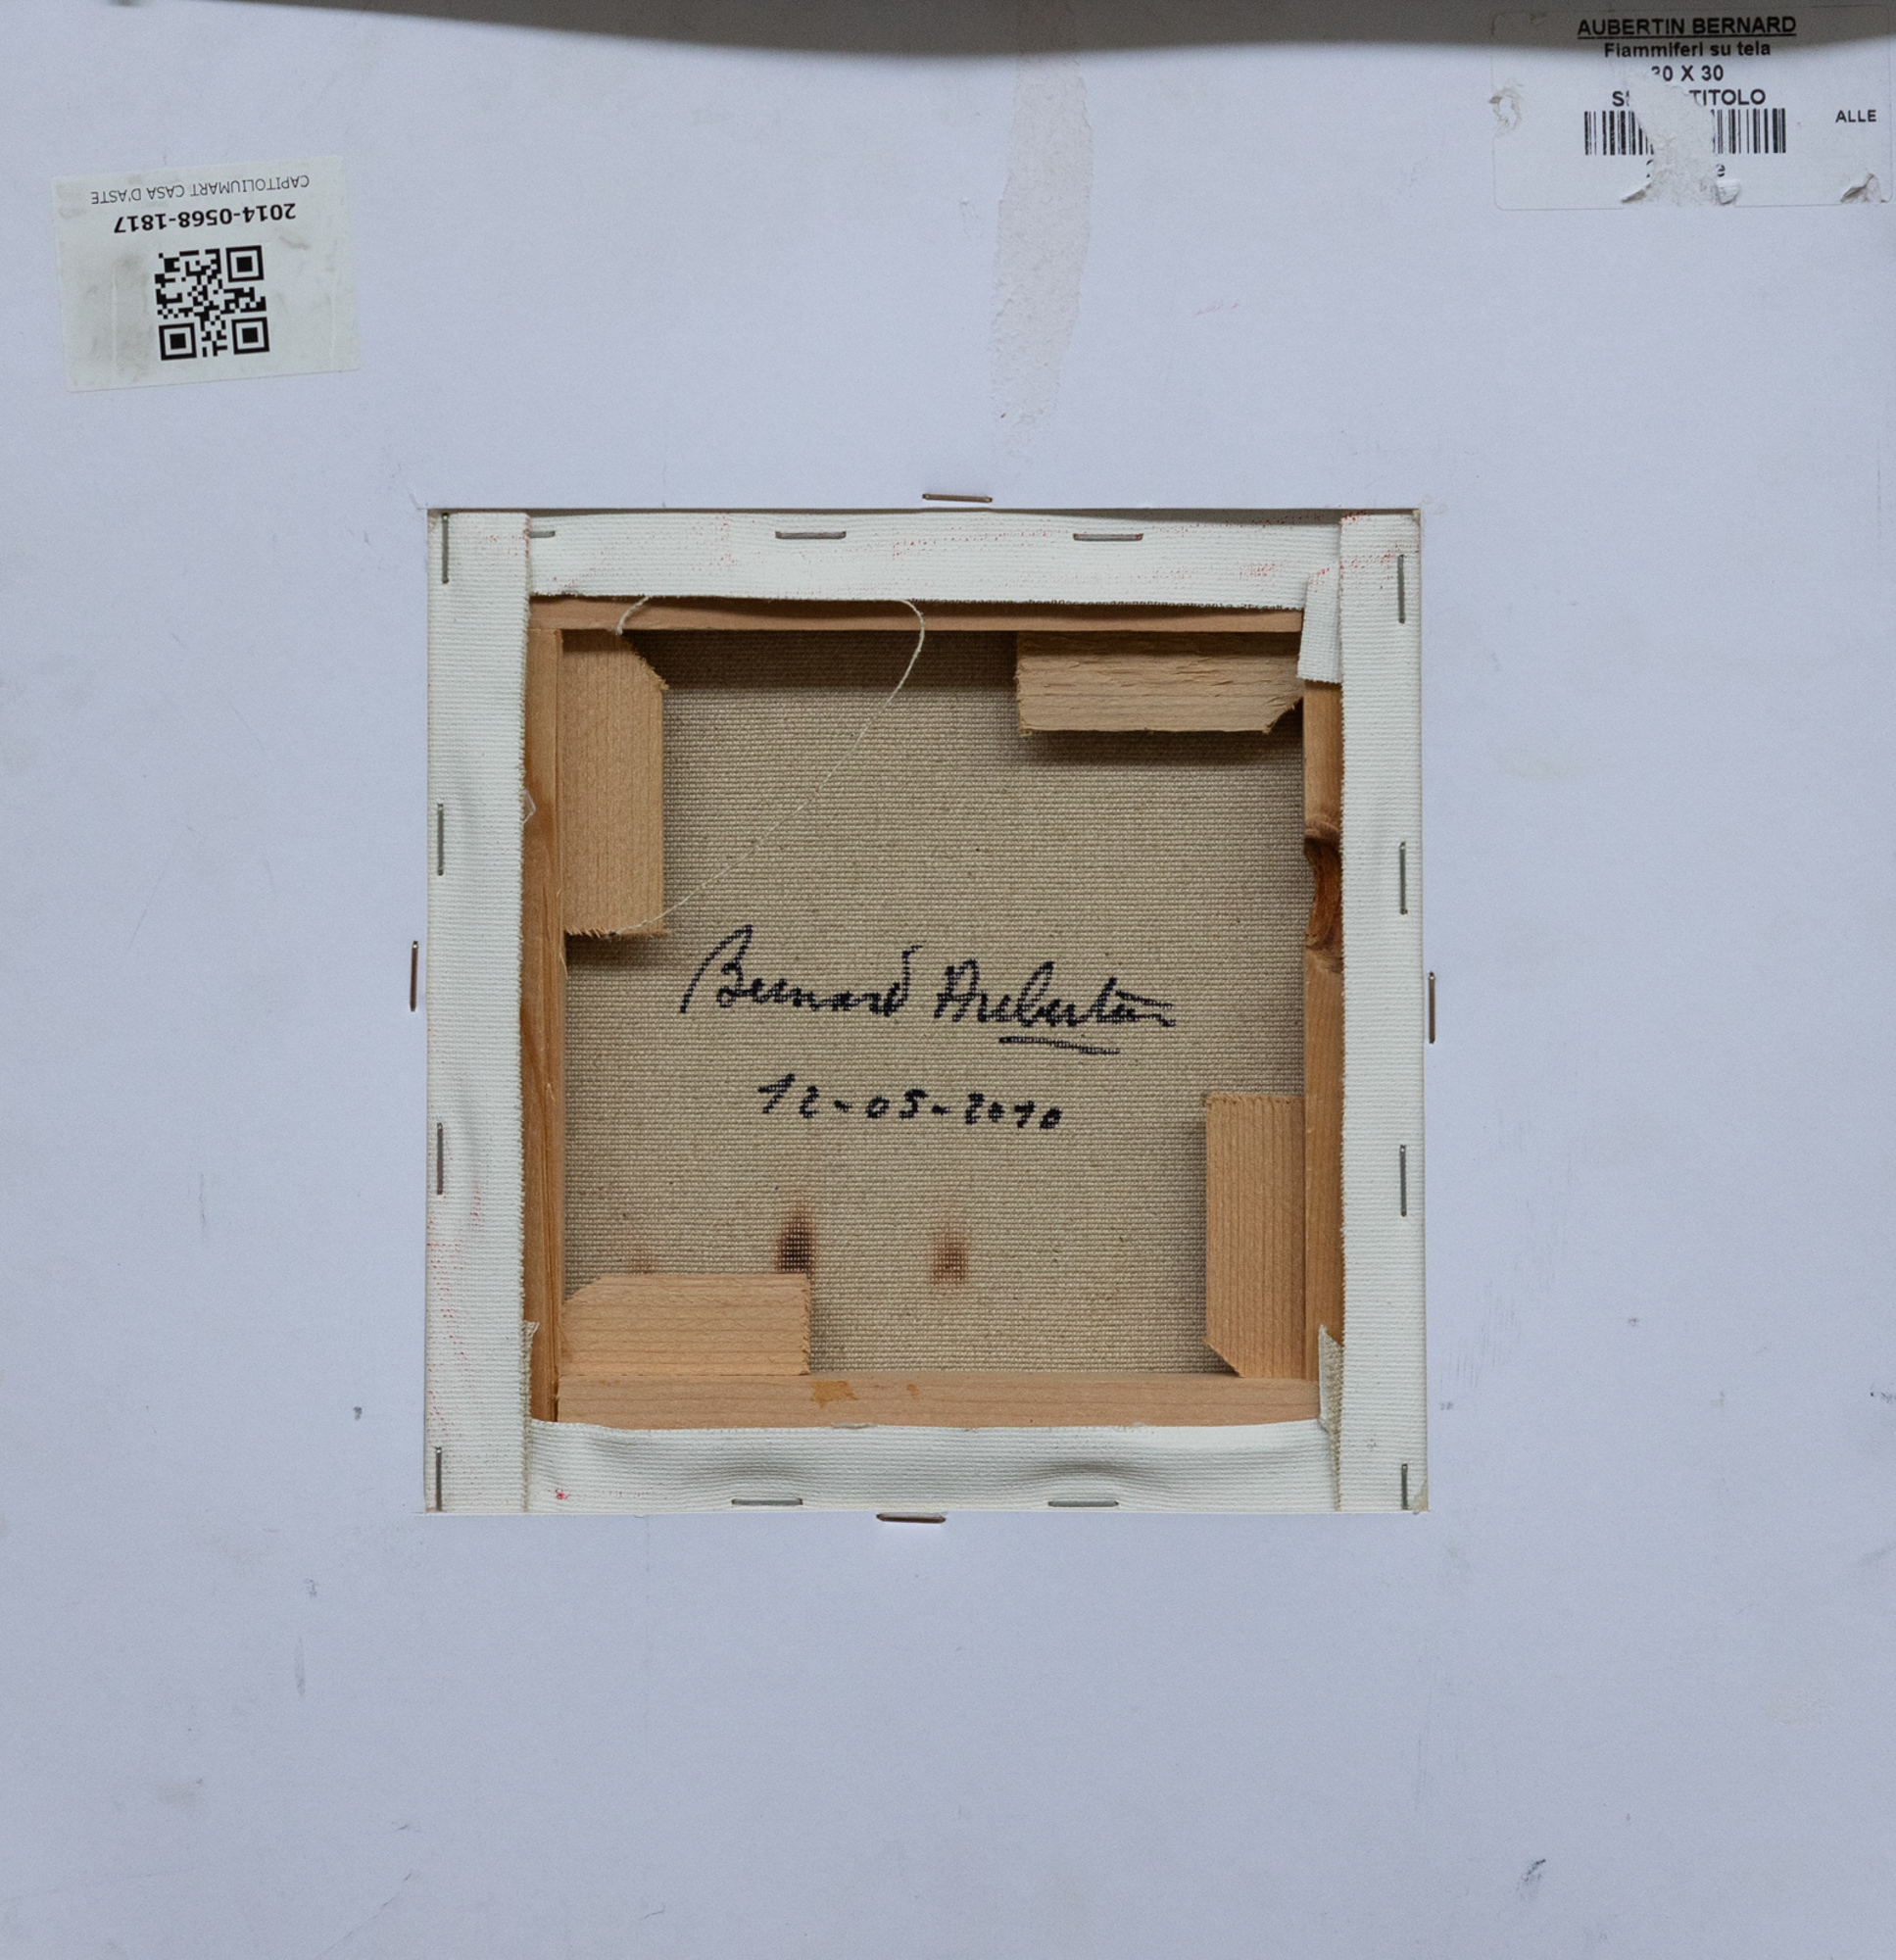 AUBERTIN BERNARD
Fiammiferi su tela
30 X 30
TITOLO
ALLE
CAPITOLIUMART CASA D'ASTE
2014-0568-1817
Bernard Aubertin
12-05-2010